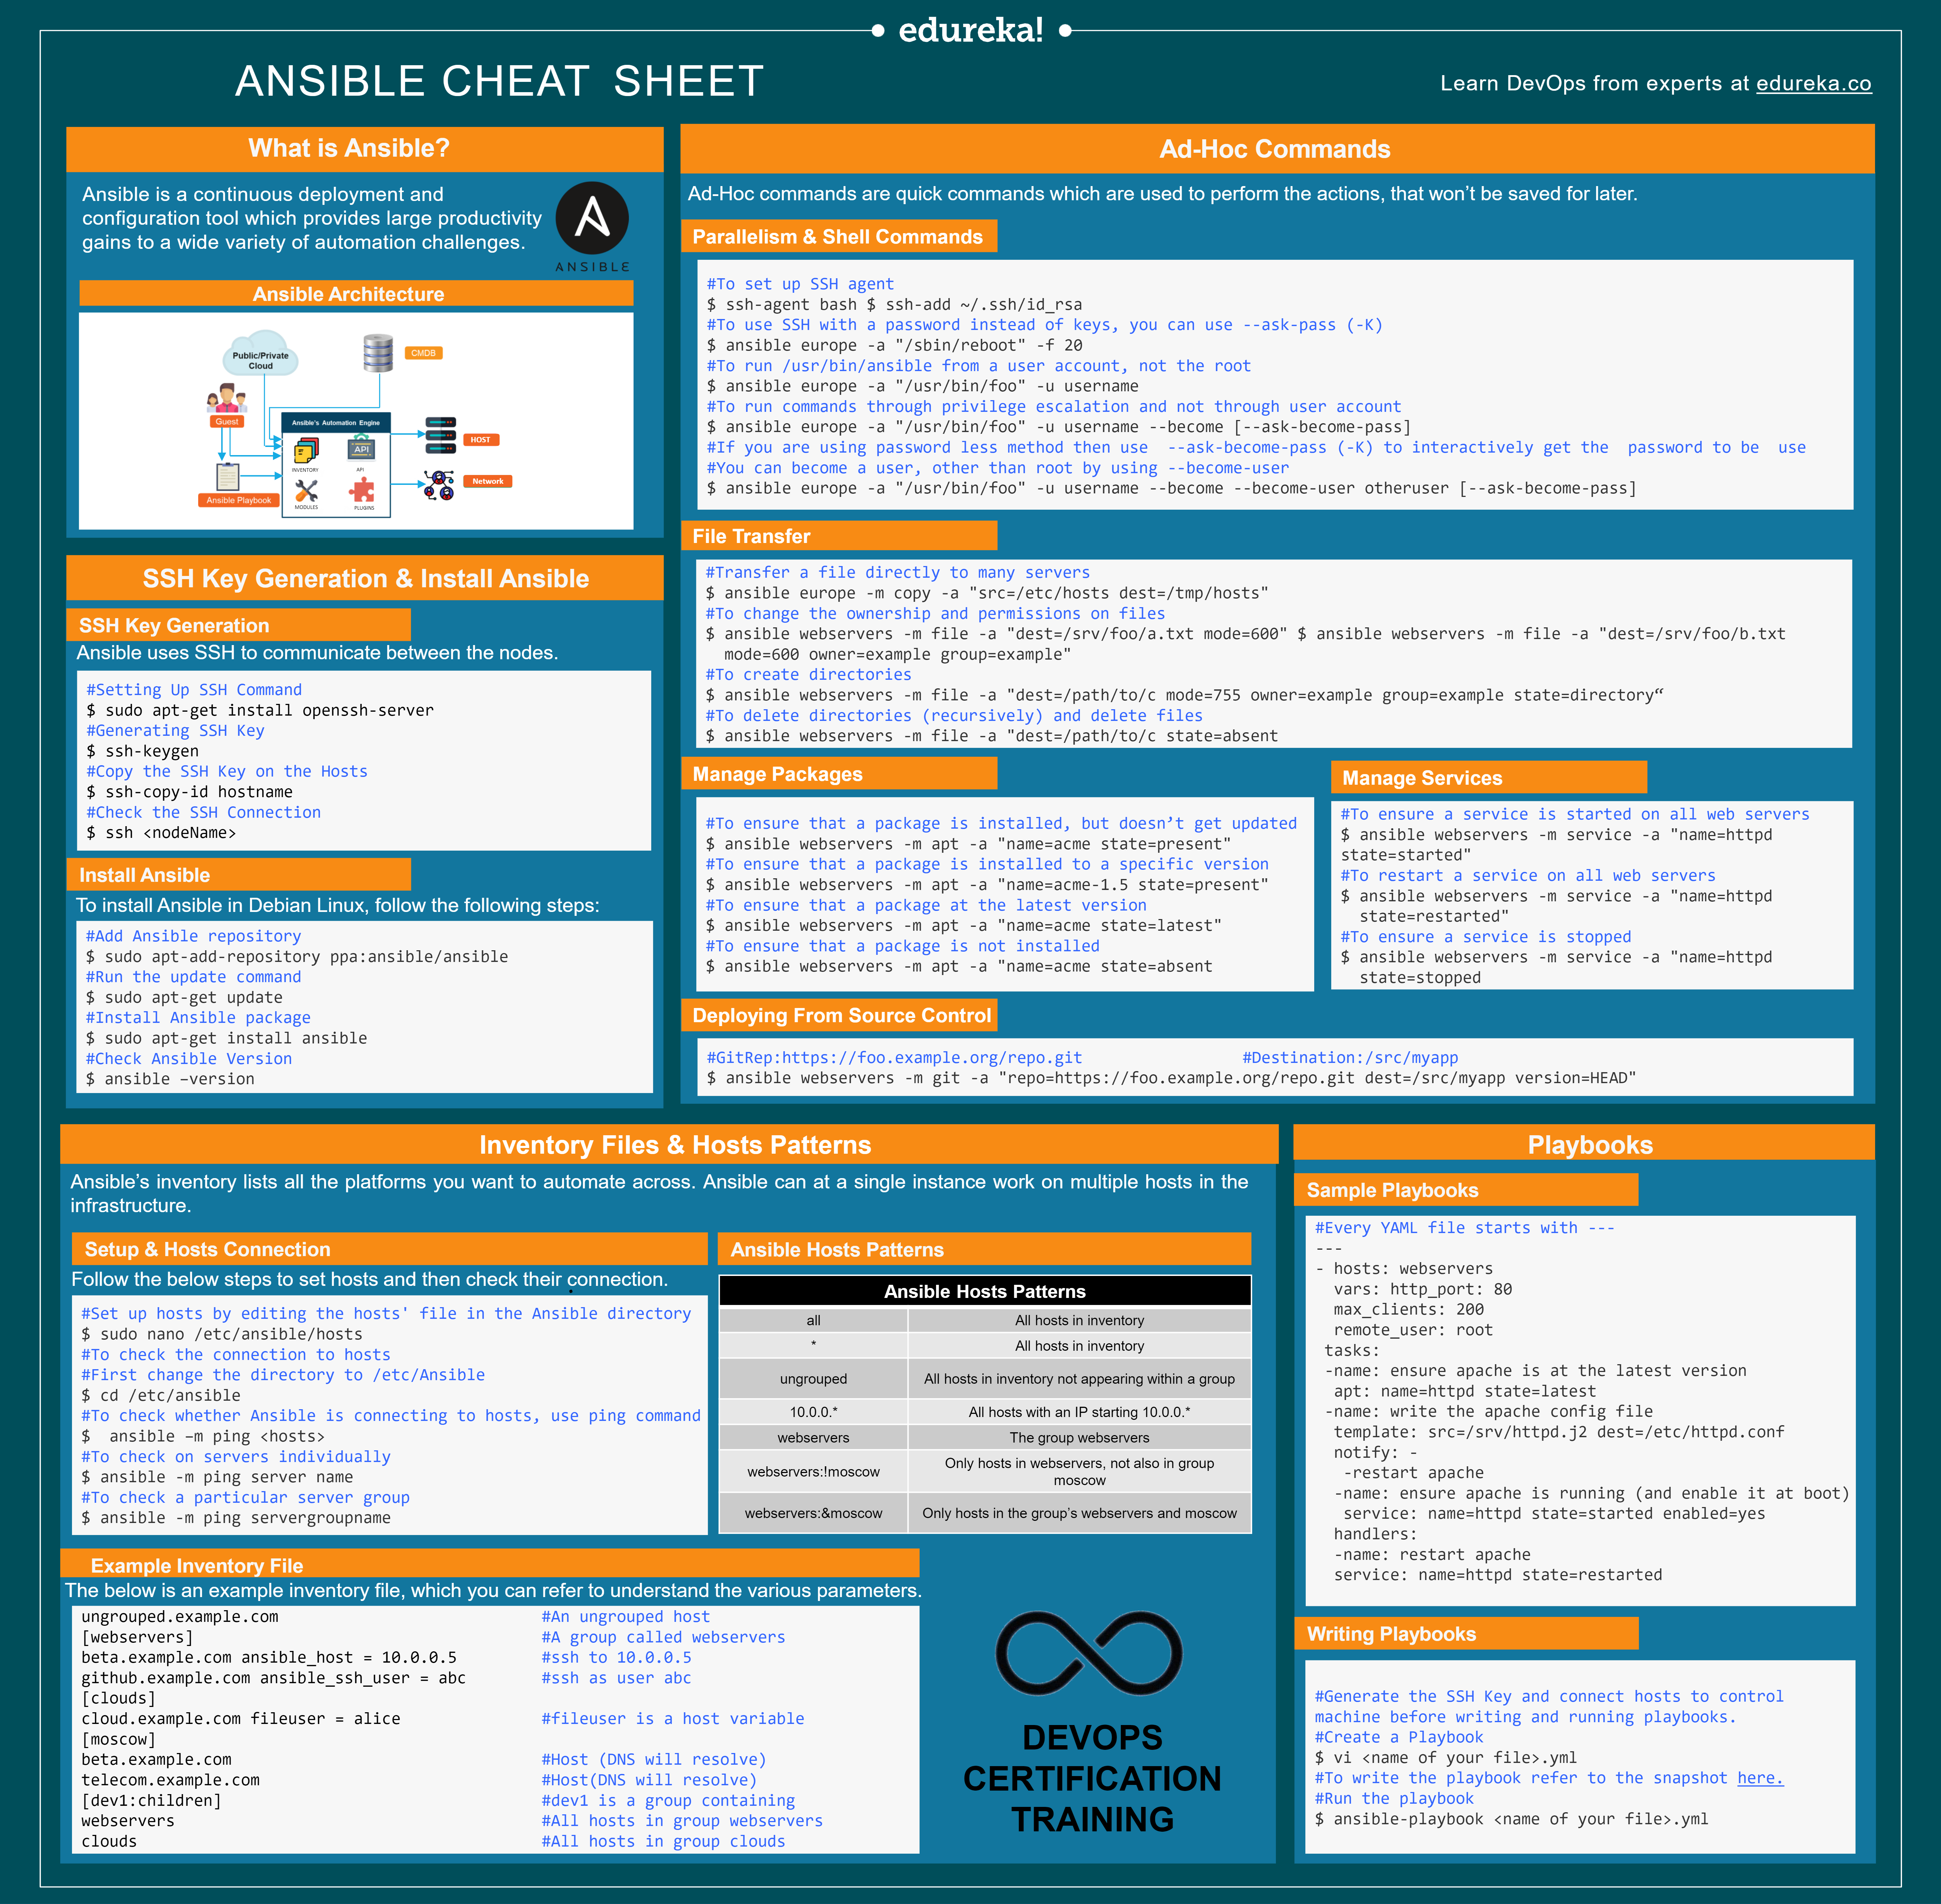 edureka!
ANSIBLE CHEAT SHEET
Learn DevOps from experts at edureka.co
What is Ansible?
Ansible is a continuous deployment and
configuration tool which provides large productivity
gains to a wide variety of automation challenges.
ANSIBLE
Ansible Architecture
Public/Private
Cloud
CMDB
Guest
Ansible's Automation Engine
HOST
INVENTORY
API
API
Network
Ansible Playbook
MODULES
PLUGINS
SSH Key Generation & Install Ansible
SSH Key Generation
Ansible uses SSH to communicate between the nodes.
#Setting Up SSH Command
$ sudo apt-get install openssh-server
#Generating SSH Key
$ ssh-keygen
#Copy the SSH Key on the Hosts
$ ssh-copy-id hostname
#Check the SSH Connection
$ ssh <nodeName>
Install Ansible
To install Ansible in Debian Linux, follow the following steps:
#Add Ansible repository
$ sudo apt-add-repository ppa:ansible/ansible
#Run the update command
$ sudo apt-get update
#Install Ansible package
$ sudo apt-get install ansible
#Check Ansible Version
$ ansible –version
Ad-Hoc Commands
Ad-Hoc commands are quick commands which are used to perform the actions, that won’t be saved for later.
Parallelism & Shell Commands
#To set up SSH agent
$ ssh-agent bash $ ssh-add ~/.ssh/id_rsa
#To use SSH with a password instead of keys, you can use --ask-pass (-K)
$ ansible europe -a "/sbin/reboot" -f 20
#To run /usr/bin/ansible from a user account, not the root
$ ansible europe -a "/usr/bin/foo" -u username
#To run commands through privilege escalation and not through user account
$ ansible europe -a "/usr/bin/foo" -u username --become [--ask-become-pass]
#If you are using password less method then use --ask-become-pass (-K) to interactively get the password to be use
#You can become a user, other than root by using --become-user
$ ansible europe -a "/usr/bin/foo" -u username --become --become-user otheruser [--ask-become-pass]
File Transfer
#Transfer a file directly to many servers
$ ansible europe -m copy -a "src=/etc/hosts dest=/tmp/hosts"
#To change the ownership and permissions on files
$ ansible webservers -m file -a "dest=/srv/foo/a.txt mode=600" $ ansible webservers -m file -a "dest=/srv/foo/b.txt
mode=600 owner=example group=example"
#To create directories
$ ansible webservers -m file -a "dest=/path/to/c mode=755 owner=example group=example state=directory“
#To delete directories (recursively) and delete files
$ ansible webservers -m file -a "dest=/path/to/c state=absent
Manage Packages
#To ensure that a package is installed, but doesn’t get updated
$ ansible webservers -m apt -a "name=acme state=present"
#To ensure that a package is installed to a specific version
$ ansible webservers -m apt -a "name=acme-1.5 state=present"
#To ensure that a package at the latest version
$ ansible webservers -m apt -a "name=acme state=latest"
#To ensure that a package is not installed
$ ansible webservers -m apt -a "name=acme state=absent
Manage Services
#To ensure a service is started on all web servers
$ ansible webservers -m service -a "name=httpd
state=started"
#To restart a service on all web servers
$ ansible webservers -m service -a "name=httpd
state=restarted"
#To ensure a service is stopped
$ ansible webservers -m service -a "name=httpd
state=stopped
Deploying From Source Control
#GitRep:https://foo.example.org/repo.git #Destination:/src/myapp
$ ansible webservers -m git -a "repo=https://foo.example.org/repo.git dest=/src/myapp version=HEAD"
Inventory Files & Hosts Patterns
Ansible’s inventory lists all the platforms you want to automate across. Ansible can at a single instance work on multiple hosts in the
infrastructure.
Setup & Hosts Connection
Follow the below steps to set hosts and then check their connection.
#Set up hosts by editing the hosts' file in the Ansible directory
$ sudo nano /etc/ansible/hosts
#To check the connection to hosts
#First change the directory to /etc/Ansible
$ cd /etc/ansible
#To check whether Ansible is connecting to hosts, use ping command
$ ansible –m ping <hosts>
#To check on servers individually
$ ansible -m ping server name
#To check a particular server group
$ ansible -m ping servergroupname
Ansible Hosts Patterns
Ansible Hosts Patterns
all All hosts in inventory
* All hosts in inventory
ungrouped All hosts in inventory not appearing within a group
10.0.0.* All hosts with an IP starting 10.0.0.*
webservers The group webservers
webservers:!moscow Only hosts in webservers, not also in group
moscow
webservers:&moscow Only hosts in the group’s webservers and moscow
Example Inventory File
The below is an example inventory file, which you can refer to understand the various parameters.
ungrouped.example.com #An ungrouped host
[webservers] #A group called webservers
beta.example.com ansible_host = 10.0.0.5 #ssh to 10.0.0.5
github.example.com ansible_ssh_user = abc #ssh as user abc
[clouds]
cloud.example.com fileuser = alice #fileuser is a host variable
[moscow]
beta.example.com #Host (DNS will resolve)
telecom.example.com #Host(DNS will resolve)
[dev1:children] #dev1 is a group containing
webservers #All hosts in group webservers
clouds #All hosts in group clouds
DEVOPS
CERTIFICATION
TRAINING
Playbooks
Sample Playbooks
#Every YAML file starts with ---
---
- hosts: webservers
vars: http_port: 80
max_clients: 200
remote_user: root
tasks:
-name: ensure apache is at the latest version
apt: name=httpd state=latest
-name: write the apache config file
template: src=/srv/httpd.j2 dest=/etc/httpd.conf
notify: -
-restart apache
-name: ensure apache is running (and enable it at boot)
service: name=httpd state=started enabled=yes
handlers:
-name: restart apache
service: name=httpd state=restarted
Writing Playbooks
#Generate the SSH Key and connect hosts to control
machine before writing and running playbooks.
#Create a Playbook
$ vi <name of your file>.yml
#To write the playbook refer to the snapshot here.
#Run the playbook
$ ansible-playbook <name of your file>.yml